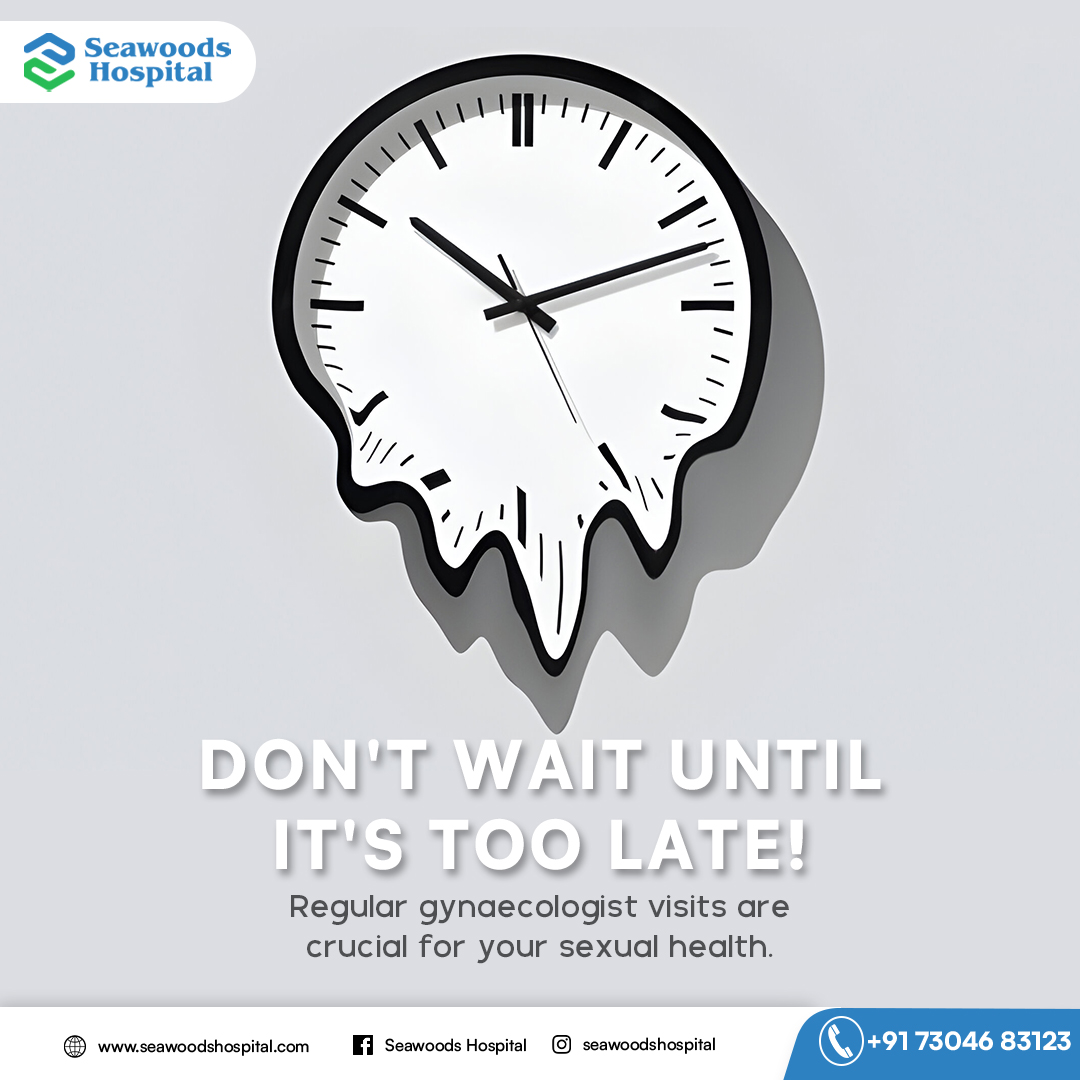 Seawoods
Hospital
DON'T WAIT UNTIL
IT'S TOO LATE!
Regular gynaecologist visits are
crucial for your sexual health.
www.seawoodshospital.com
Seawoods Hospital
seawoodshospital
+91 73046 83123